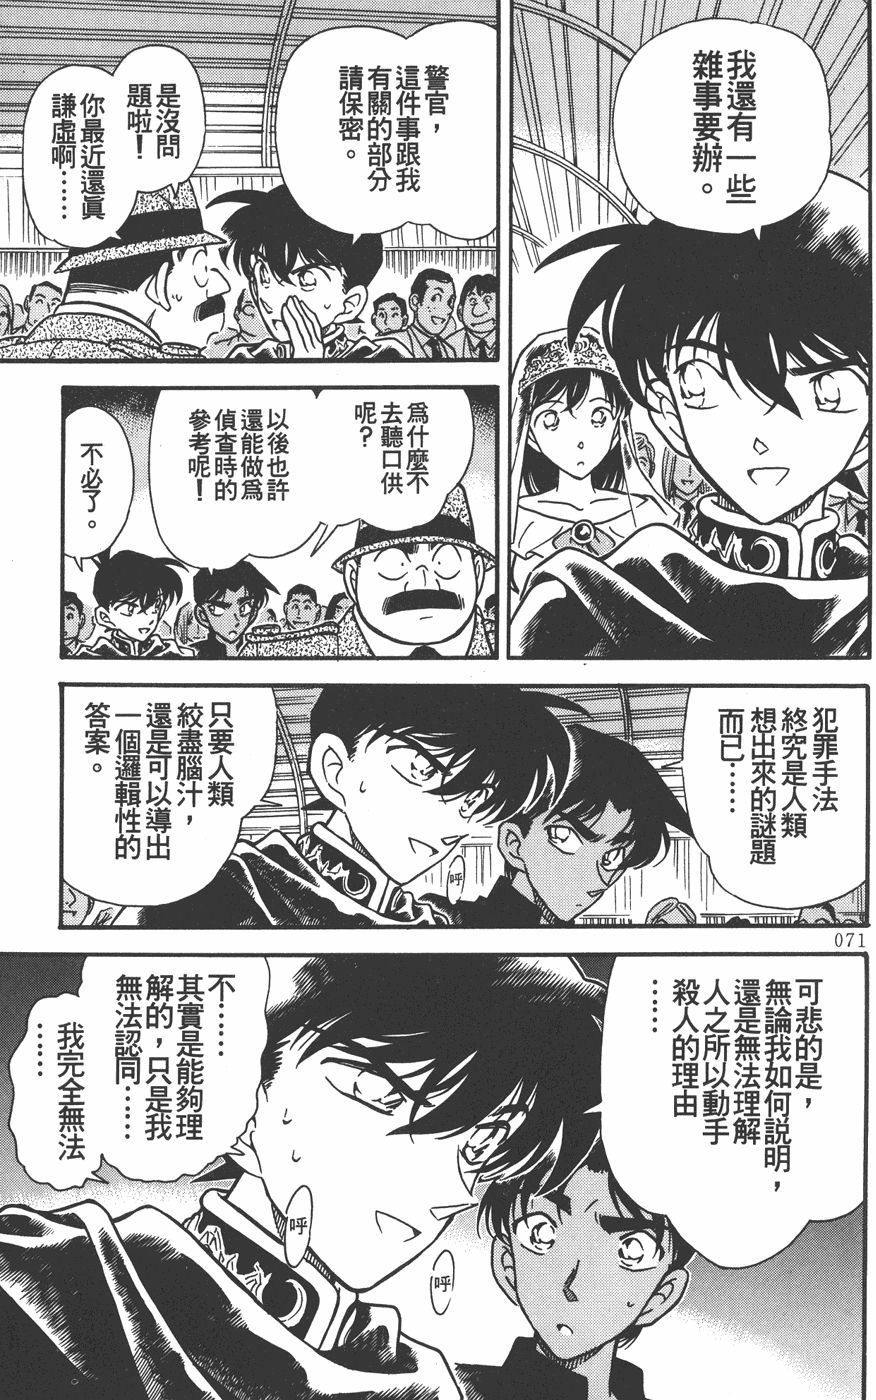 我還有一些
雜事要辦。
警官，
這件事跟我
有關的部分
請保密。
是沒問
題啦！
你最近還眞
謙虛啊……
爲什麼不
去聽口供
呢？
以後也許
還能做爲
偵查時的
參考呢！
不必了。
犯罪手法
終究是人類
想出來的謎題
而已……
只要人類
絞盡腦汁，
還是可以導出
一個邏輯性的
答案。
呼
071
可悲的是，
無論我如何說明，
還是無法理解
人之所以動手
殺人的理由
……
不……
其實是能夠理
解的，只是我
無法認同……
我完全無法
……
呼
呼